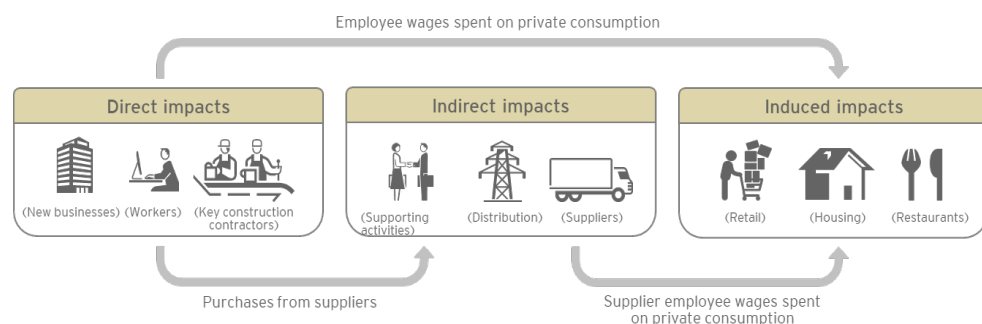 Employee wages spent on private consumption
Direct impacts
(New businesses)
(Workers)
(Key construction
contractors)
Indirect impacts
(Supporting
activities)
(Distribution)
(Suppliers)
Induced impacts
(Retail)
(Housing)
(Restaurants)
Purchases from suppliers
Supplier employee wages spent
on private consumption